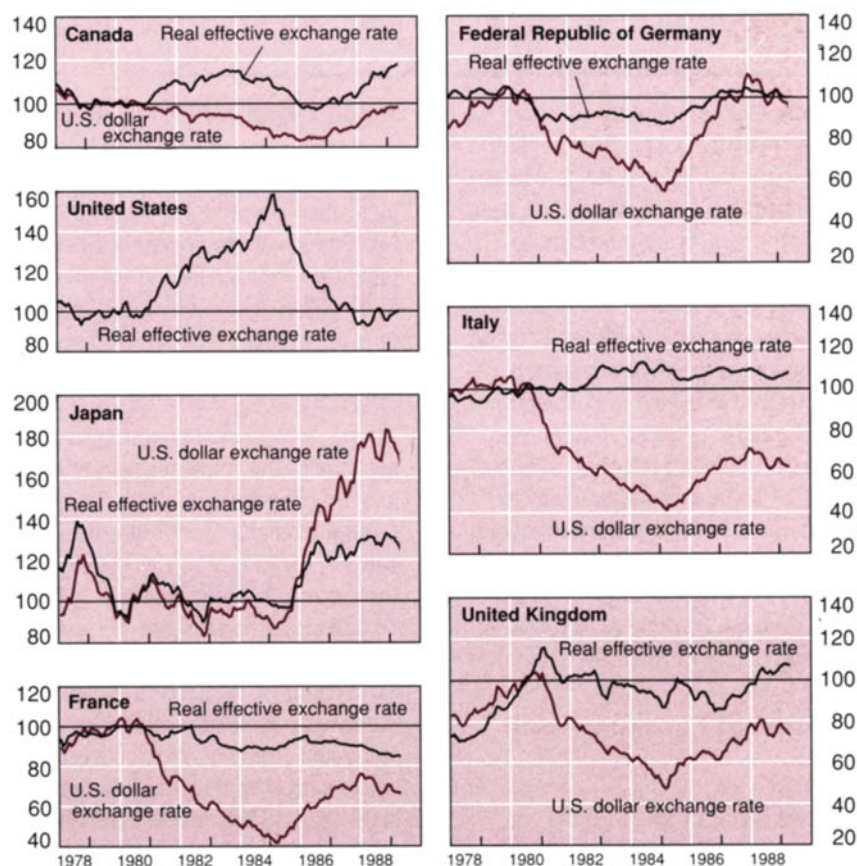 140
120
100
80
Canada
Real effective exchange rate
U.S. dollar
exchange rate
160
140
120
100
80
United States
Real effective exchange rate
200
180
160
140
120
100
80
Japan
U.S. dollar exchange rate
Real effective exchange rate
120
100
80
60
40
France
Real effective exchange rate
U.S. dollar
exchange rate
1978 1980 1982 1984 1986 1988
Federal Republic of Germany
Real effective exchange rate
U.S. dollar exchange rate
140
120
100
80
60
40
20
Italy
Real effective exchange rate
U.S. dollar exchange rate
140
120
100
80
60
40
20
United Kingdom
Real effective exchange rate
U.S. dollar exchange rate
140
120
100
80
60
40
20
1978 1980 1982 1984 1986 1988